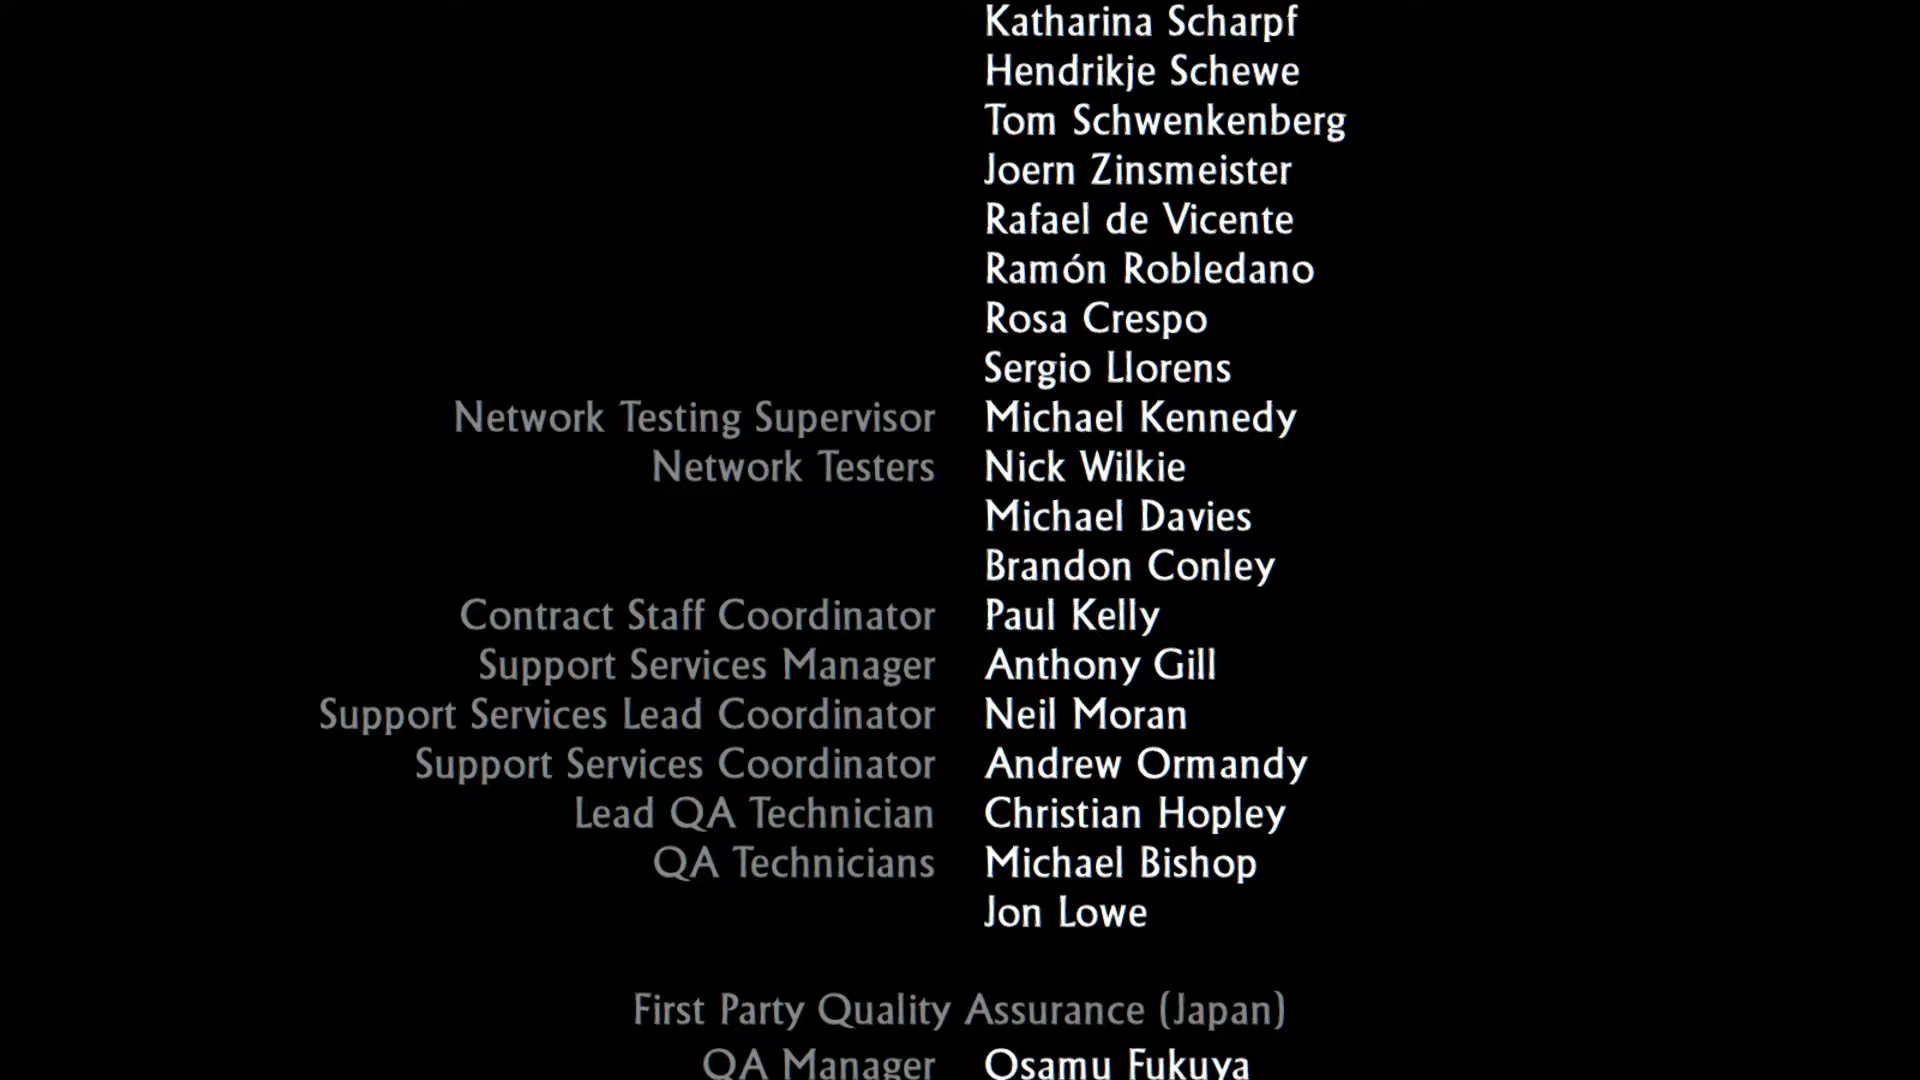 Katharina Scharpf
Hendrikje Schewe
Tom Schwenkenberg
Joern Zinsmeister
Rafael de Vicente
Ramón Robledano
Rosa Crespo
Sergio Llorens
Network Testing Supervisor Michael Kennedy
Network Testers Nick Wilkie
Michael Davies
Brandon Conley
Contract Staff Coordinator Paul Kelly
Support Services Manager Anthony Gill
Support Services Lead Coordinator Neil Moran
Support Services Coordinator Andrew Ormandy
Lead QA Technician Christian Hopley
QA Technicians Michael Bishop
Jon Lowe
First Party Quality Assurance (Japan)
QA Manager Osamu Fukuya